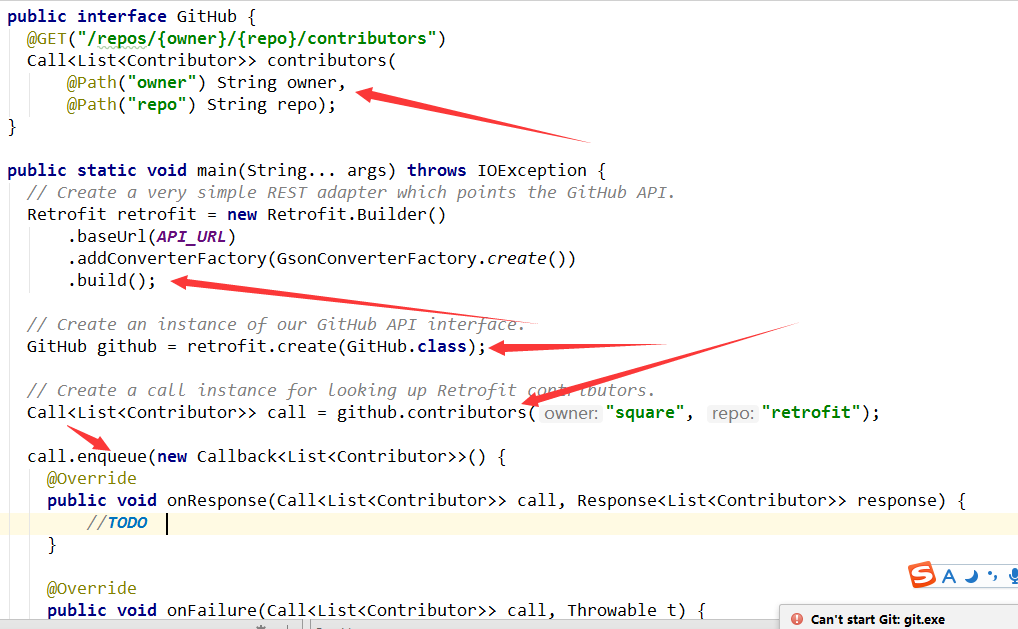 public interface GitHub {
@GET("/repos/{owner}/{repo}/contributors")
Call<List<Contributor>> contributors(
@Path("owner") String owner,
@Path("repo") String repo);
}
public static void main(String... args) throws IOException {
// Create a very simple REST adapter which points the GitHub API.
Retrofit retrofit = new Retrofit.Builder()
.baseUrl(API_URL)
.addConverterFactory(GsonConverterFactory.create())
.build();
// Create an instance of our GitHub API interface.
GitHub github = retrofit.create(GitHub.class);
// Create a call instance for looking up Retrofit contributors.
Call<List<Contributor>> call = github.contributors( owner: "square", repo: "retrofit");
call.enqueue(new Callback<List<Contributor>>() {
@Override
public void onResponse(Call<List<Contributor>> call, Response<List<Contributor>> response) {
//TODO
}
@Override
public void onFailure(Call<List<Contributor>> call, Throwable t) {
S A
Can't start Git: git.exe